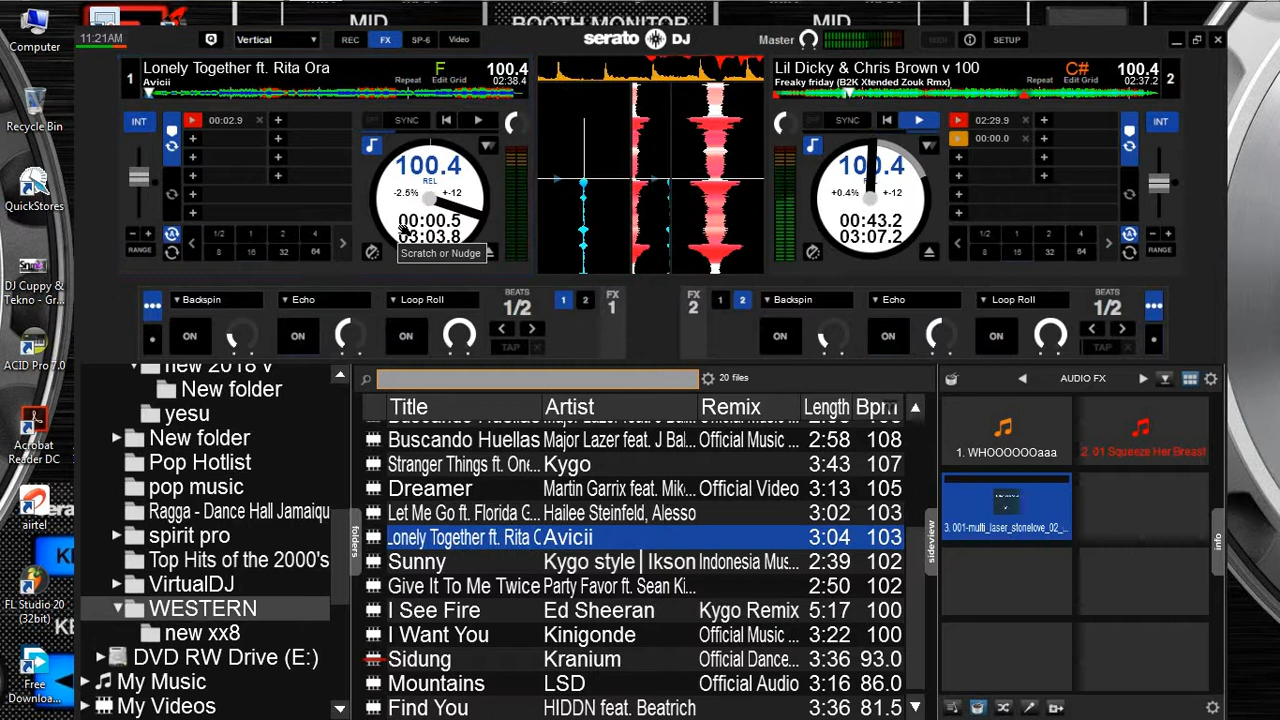 MID
BOOTH MONITOR
MID
11:21AM
Vertical
REC
FX
SP-6
Video
serato DJ
Master
MIDI
SETUP
1
Lonely Together ft. Rita Ora
Avicii
F
100.4
Repeat
Edit Grid
02:38.4
Lil Dicky & Chris Brown v 100
Freaky friday (B2K Xtended Zouk Rmx)
C#
100.4
Repeat
Edit Grid
02:37.2
2
INT
00:02.9
OFF
SYNC
100.4
REL
-2.5%
+-12
00:00.5
03:03.8
Scratch or Nudge
RANGE
1/2 1 2 4
8 16 32 64
OFF
SYNC
100.4
REL
+0.4%
+-12
00:43.2
03:07.2
02:29.9
00:00.0
INT
1/2 1 2 4
8 16 32 64
RANGE
Backspin
Echo
Loop Roll
BEATS
1/2
ON
ON
ON
TAP
1
2
FX
1
FX
2
1
2
Backspin
Echo
Loop Roll
BEATS
1/2
ON
ON
ON
TAP
Computer
Recycle Bin
QuickStores
DJ Cuppy &
Tekno - Gr...
ACID Pro 7.0
Acrobat
Reader DC
airtel
FL Studio 20
(32bit)
Free
Downloa...
new 2018 v
New folder
yesu
New folder
Pop Hotlist
pop music
Ragga - Dance Hall Jamaiqu
spirit pro
Top Hits of the 2000's
VirtualDJ
WESTERN
new xx8
DVD RW Drive (E:)
My Music
My Videos
folders
20 files
Title Artist Remix Length Bpm
Buscando Huellas Major Lazer feat. J Bal... Official Music ... 2:58 108
Stranger Things ft. One... Kygo 3:43 107
Dreamer Martin Garrix feat. Mik... Official Video 3:13 105
Let Me Go ft. Florida G... Hailee Steinfeld, Alesso 3:02 103
Lonely Together ft. Rita O Avicii 3:04 103
Sunny Kygo style | Ikson Indonesia Mus... 2:39 102
Give It To Me Twice Party Favor ft. Sean Ki... 2:50 102
I See Fire Ed Sheeran Kygo Remix 5:17 100
I Want You Kinigonde Official Music ... 3:22 100
Sidung Kranium Official Dance... 3:36 93.0
Mountains LSD Official Audio 3:16 86.0
Find You HIDDN feat. Beatrich 3:36 81.5
sideview
AUDIO FX
1. WHOOOOOOaaa
2. 01 Squeeze Her Breast
3. 001-multi_laser_stonelove_02_...
info